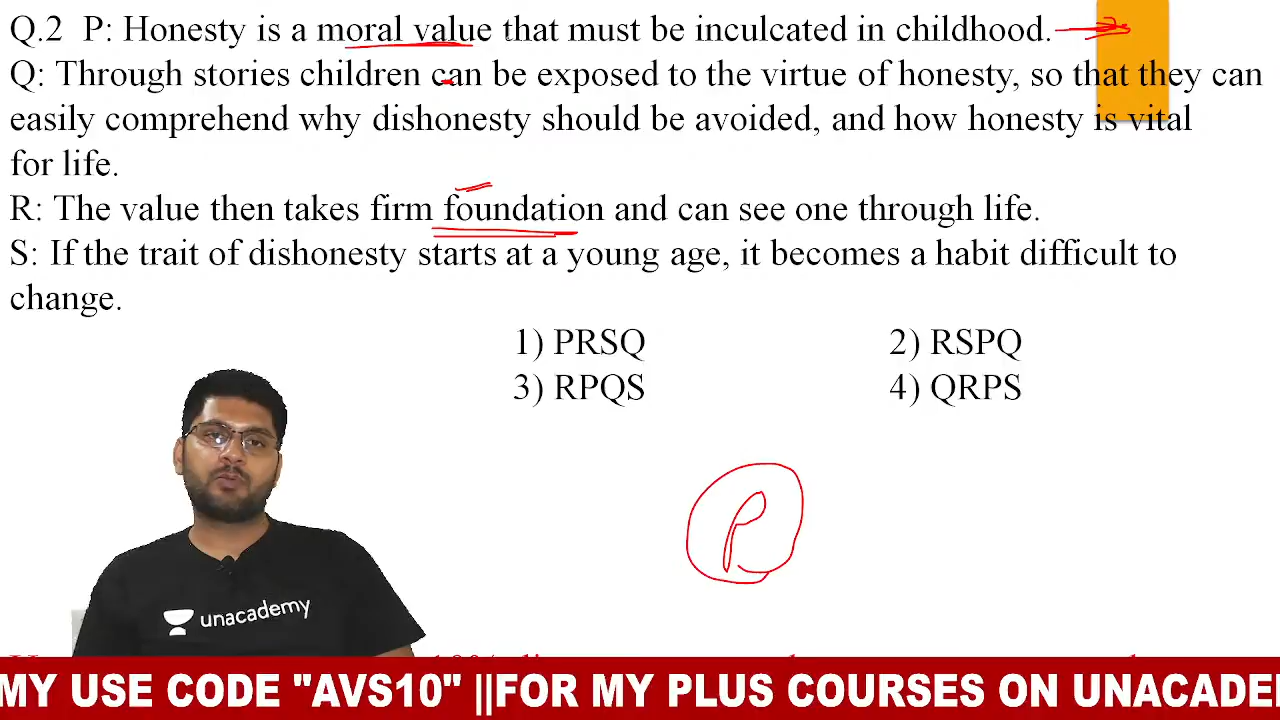 Q.2 P: Honesty is a moral value that must be inculcated in childhood.
Q: Through stories children can be exposed to the virtue of honesty, so that they can
easily comprehend why dishonesty should be avoided, and how honesty is vital
for life.
R: The value then takes firm foundation and can see one through life.
S: If the trait of dishonesty starts at a young age, it becomes a habit difficult to
change.
1) PRSQ 2) RSPQ
3) RPQS 4) QRPS
P
unacademy
MY USE CODE "AVS10" ||FOR MY PLUS COURSES ON